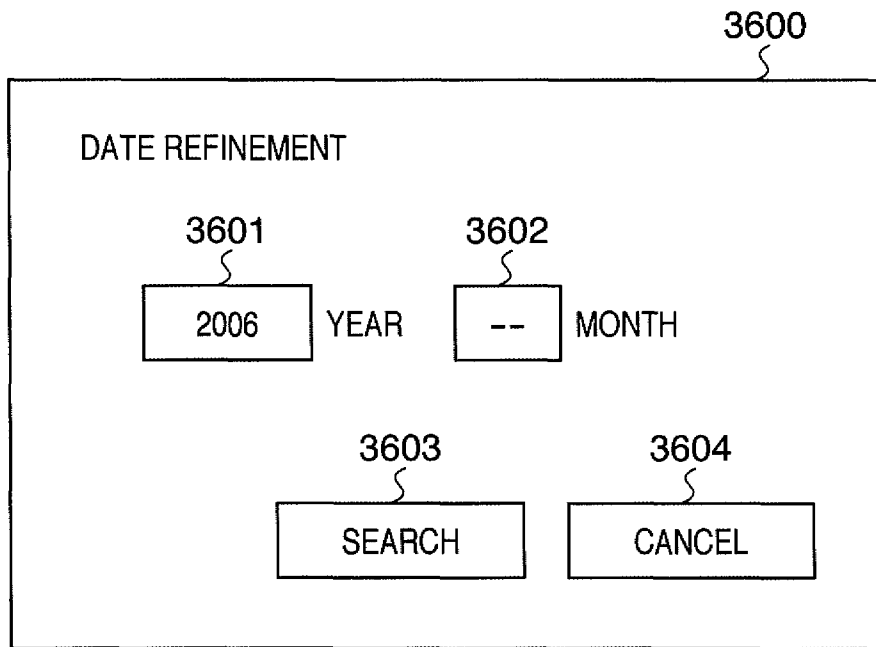 3600
DATE REFINEMENT
3601 3602
2006 YEAR -- MONTH
3603 3604
SEARCH CANCEL